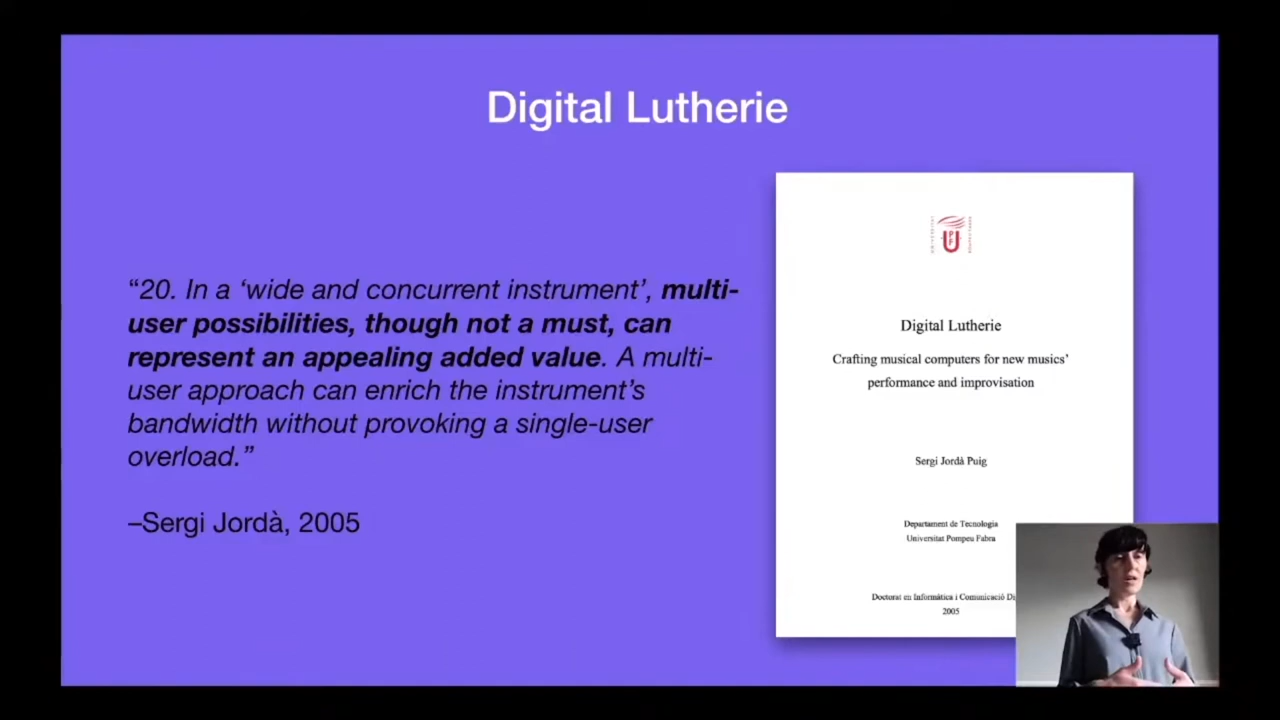 Digital Lutherie
“20. In a ‘wide and concurrent instrument’, multi-
user possibilities, though not a must, can
represent an appealing added value. A multi-
user approach can enrich the instrument’s
bandwidth without provoking a single-user
overload.”
–Sergi Jordà, 2005
UPF
Digital Lutherie
Crafting musical computers for new musics’
performance and improvisation
Sergi Jordà Puig
Departament de Tecnologia
Universitat Pompeu Fabra
Doctorat en Informàtica i Comunicació
2005